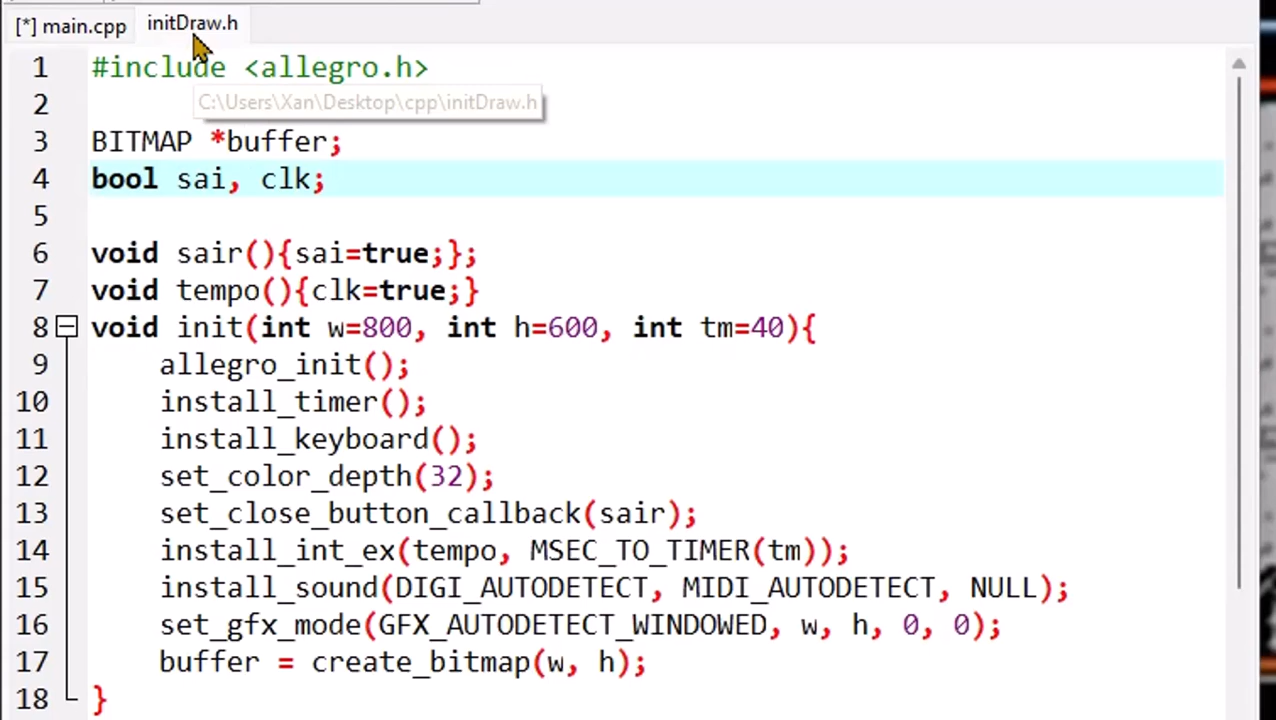 [*] main.cpp initDraw.h
1 #include <allegro.h>
2 C:\Users\Xan\Desktop\cpp\initDraw.h
3 BITMAP *buffer;
4 bool sai, clk;
5
6 void sair(){sai=true;};
7 void tempo(){clk=true;}
8 void init(int w=800, int h=600, int tm=40){
9 allegro_init();
10 install_timer();
11 install_keyboard();
12 set_color_depth(32);
13 set_close_button_callback(sair);
14 install_int_ex(tempo, MSEC_TO_TIMER(tm));
15 install_sound(DIGI_AUTODETECT, MIDI_AUTODETECT, NULL);
16 set_gfx_mode(GFX_AUTODETECT_WINDOWED, w, h, 0, 0);
17 buffer = create_bitmap(w, h);
18 }